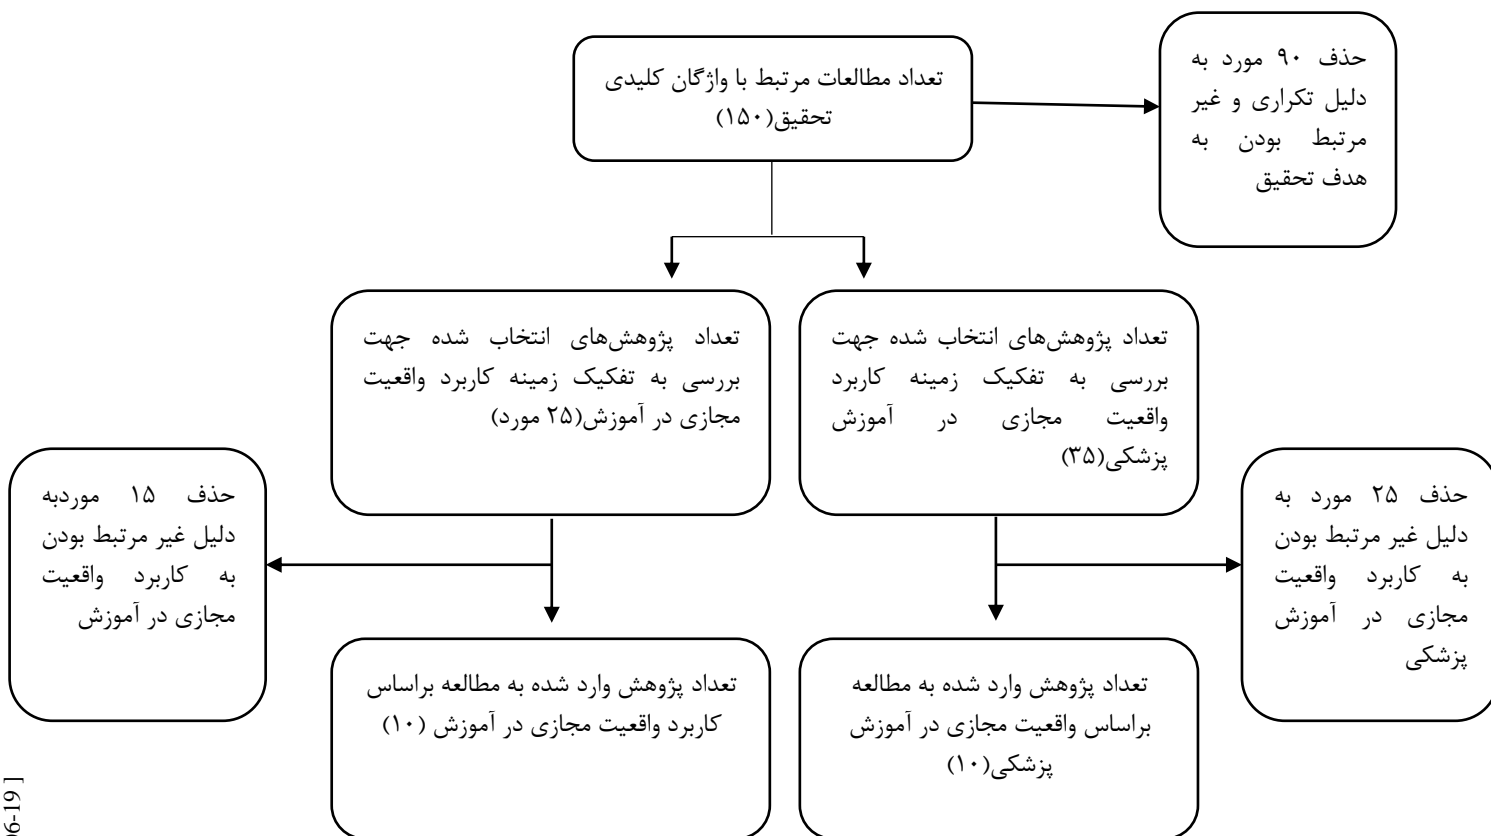 تعداد مطالعات مرتبط با واژگان کلیدی
تحقیق(۱۵۰)
حذف ۹۰ مورد به
دلیل تکراری و غیر
مرتبط بودن به
هدف تحقیق
تعداد پژوهش‌های انتخاب شده جهت
بررسی به تفکیک زمینه کاربرد
واقعیت مجازی در آموزش
پزشکی(۳۵)
تعداد پژوهش‌های انتخاب شده جهت
بررسی به تفکیک زمینه کاربرد واقعیت
مجازی در آموزش(۲۵ مورد)
حذف ۲۵ مورد به
دلیل غیر مرتبط بودن
به کاربرد واقعیت
مجازی در آموزش
پزشکی
حذف ۱۵ موردبه
دلیل غیر مرتبط بودن
به کاربرد واقعیت
مجازی در آموزش
تعداد پژوهش وارد شده به مطالعه
براساس واقعیت مجازی در آموزش
پزشکی(۱۰)
تعداد پژوهش وارد شده به مطالعه براساس
کاربرد واقعیت مجازی در آموزش (۱۰)
06-19 ]